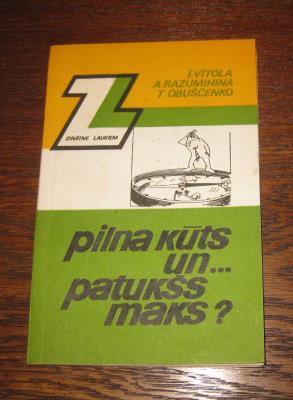 Ī.VĪTOLA
A.RAZUMIHINA
T.OBUŠČENKO
ZINĀTNE LAUKIEM
pilna kūts
un...
patukšs
maks?